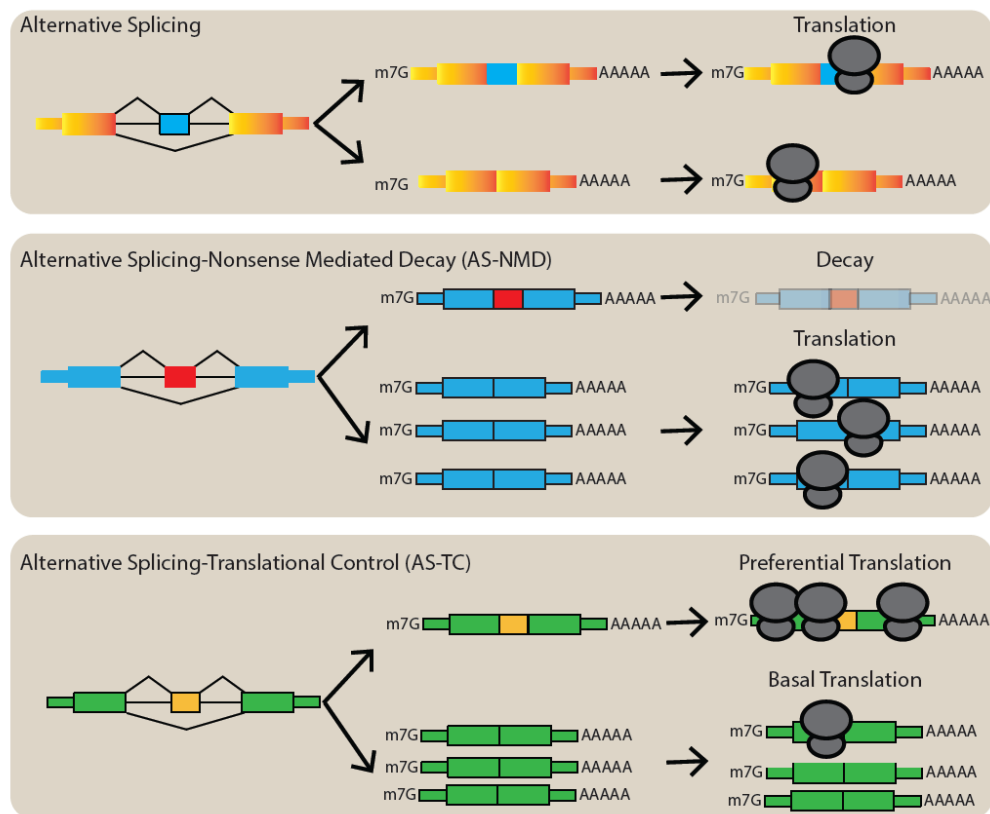 Alternative Splicing
Translation
m7G AAAAA m7G AAAAA
m7G AAAAA m7G AAAAA
Alternative Splicing-Nonsense Mediated Decay (AS-NMD)
Decay
m7G AAAAA m7G AAAAA
Translation
m7G AAAAA m7G AAAAA
m7G AAAAA m7G AAAAA
m7G AAAAA m7G AAAAA
Alternative Splicing-Translational Control (AS-TC)
Preferential Translation
m7G AAAAA m7G AAAAA
Basal Translation
m7G AAAAA m7G AAAAA
m7G AAAAA m7G AAAAA
m7G AAAAA m7G AAAAA